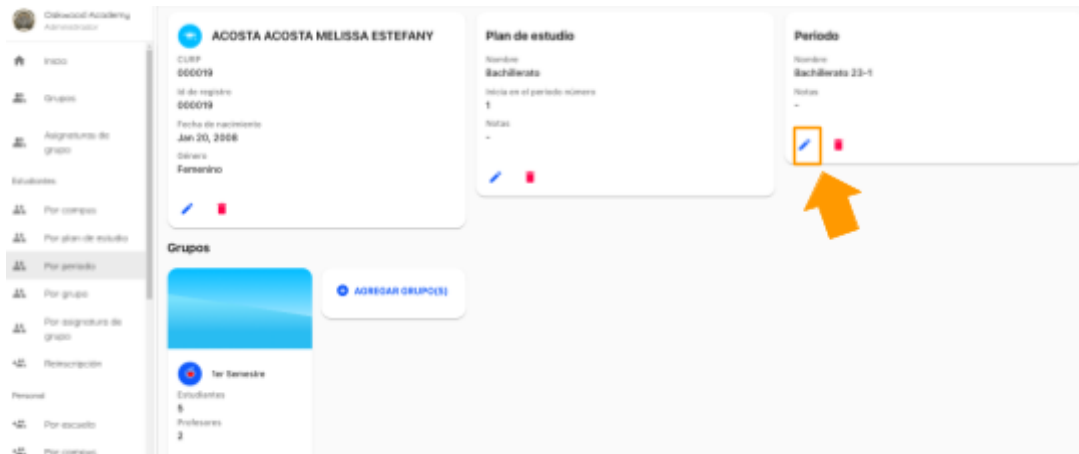 Oakwood Academy
Administrador
Inicio
Grupos
Asignaturas de
grupo
Estudiantes
Por campus
Por plan de estudio
Por periodo
Por grupo
Por asignatura de
grupo
Reinscripción
Personal
Por escuela
Por campus
ACOSTA ACOSTA MELISSA ESTEFANY
CURP
000019
Id de registro
000019
Fecha de nacimiento
Jan 20, 2008
Género
Femenino
Plan de estudio
Nombre
Bachillerato
Inicia en el periodo número
1
Notas
-
Periodo
Nombre
Bachillerato 23-1
Notas
-
Grupos
AGREGAR GRUPO(S)
1er Semestre
Estudiantes
5
Profesores
2